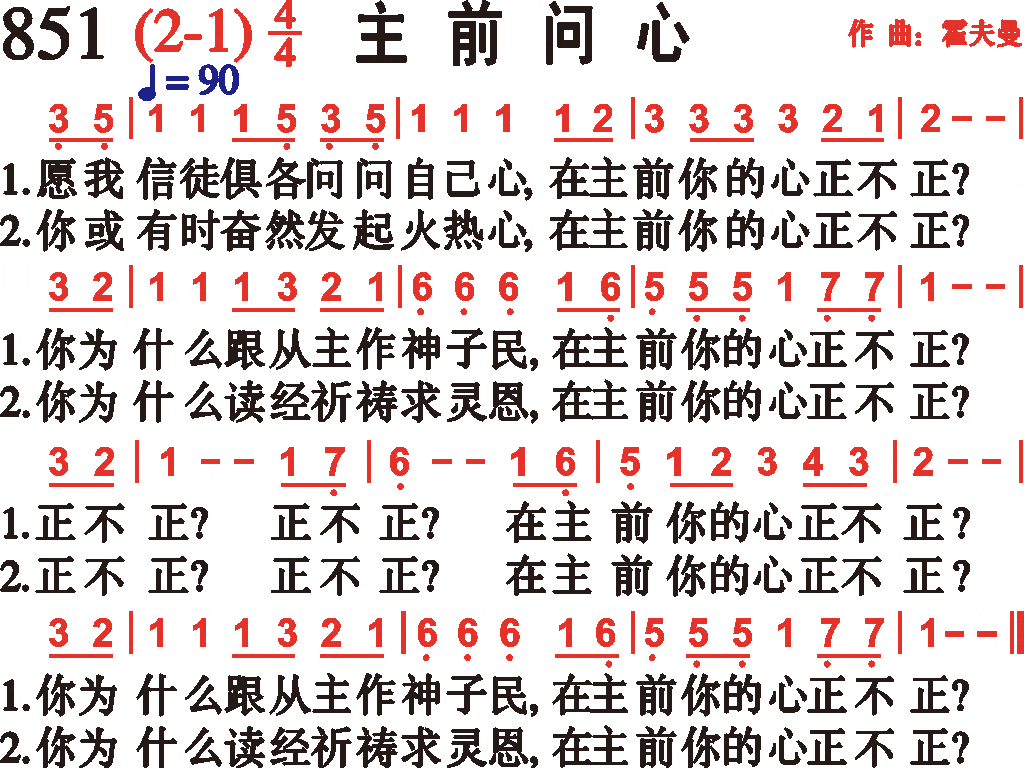 851 (2-1) 4/4 主前问心 作曲：霍夫曼
♩=90
3̣ 5̣ | 1 1 1 5̣ 3̣ 5̣ | 1 1 1 1 2 | 3 3 3 3 2 1 | 2 - - |
1.愿我信徒俱各问问自己心,在主前你的心正不正?
2.你或有时奋然发起火热心,在主前你的心正不正?
3 2 | 1 1 1 3 2 1 | 6̣ 6̣ 6̣ 1 6̣ | 5̣ 5̣ 5̣ 1 7̣ 7̣ | 1 - - |
1.你为什么跟从主作神子民,在主前你的心正不正?
2.你为什么读经祈祷求灵恩,在主前你的心正不正?
3 2 | 1 - - 1 7̣ | 6̣ - - 1 6̣ | 5̣ 1 2 3 4 3 | 2 - - |
1.正不正? 正不正? 在主前你的心正不正?
2.正不正? 正不正? 在主前你的心正不正?
3 2 | 1 1 1 3 2 1 | 6̣ 6̣ 6̣ 1 6̣ | 5̣ 5̣ 5̣ 1 7̣ 7̣ | 1 - - ‖
1.你为什么跟从主作神子民,在主前你的心正不正?
2.你为什么读经祈祷求灵恩,在主前你的心正不正?